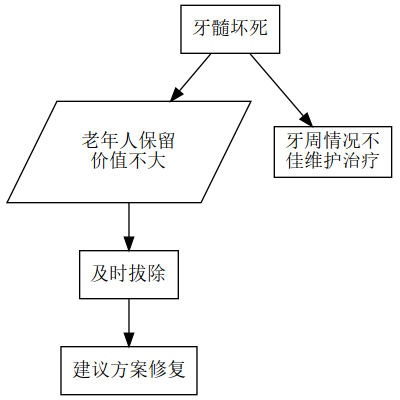 牙髓坏死
老年人保留
价值不大
牙周情况不
佳维护治疗
及时拔除
建议方案修复